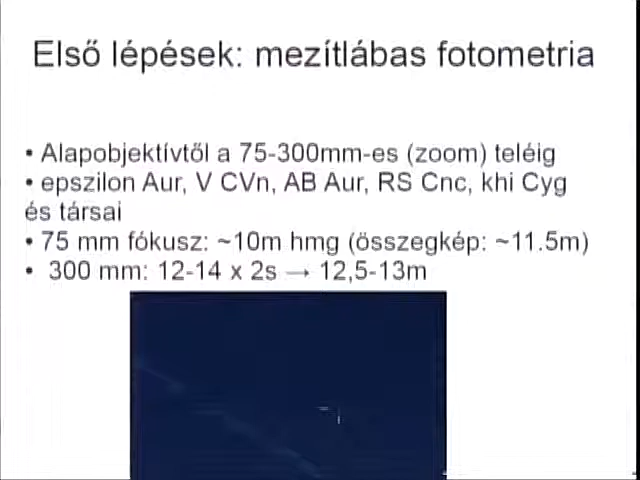 Első lépések: mezítlábas fotometria
• Alapobjektívtől a 75-300mm-es (zoom) teléig
• epszilon Aur, V CVn, AB Aur, RS Cnc, khi Cyg
és társai
• 75 mm fókusz: ~10m hmg (összegkép: ~11.5m)
• 300 mm: 12-14 x 2s → 12,5-13m